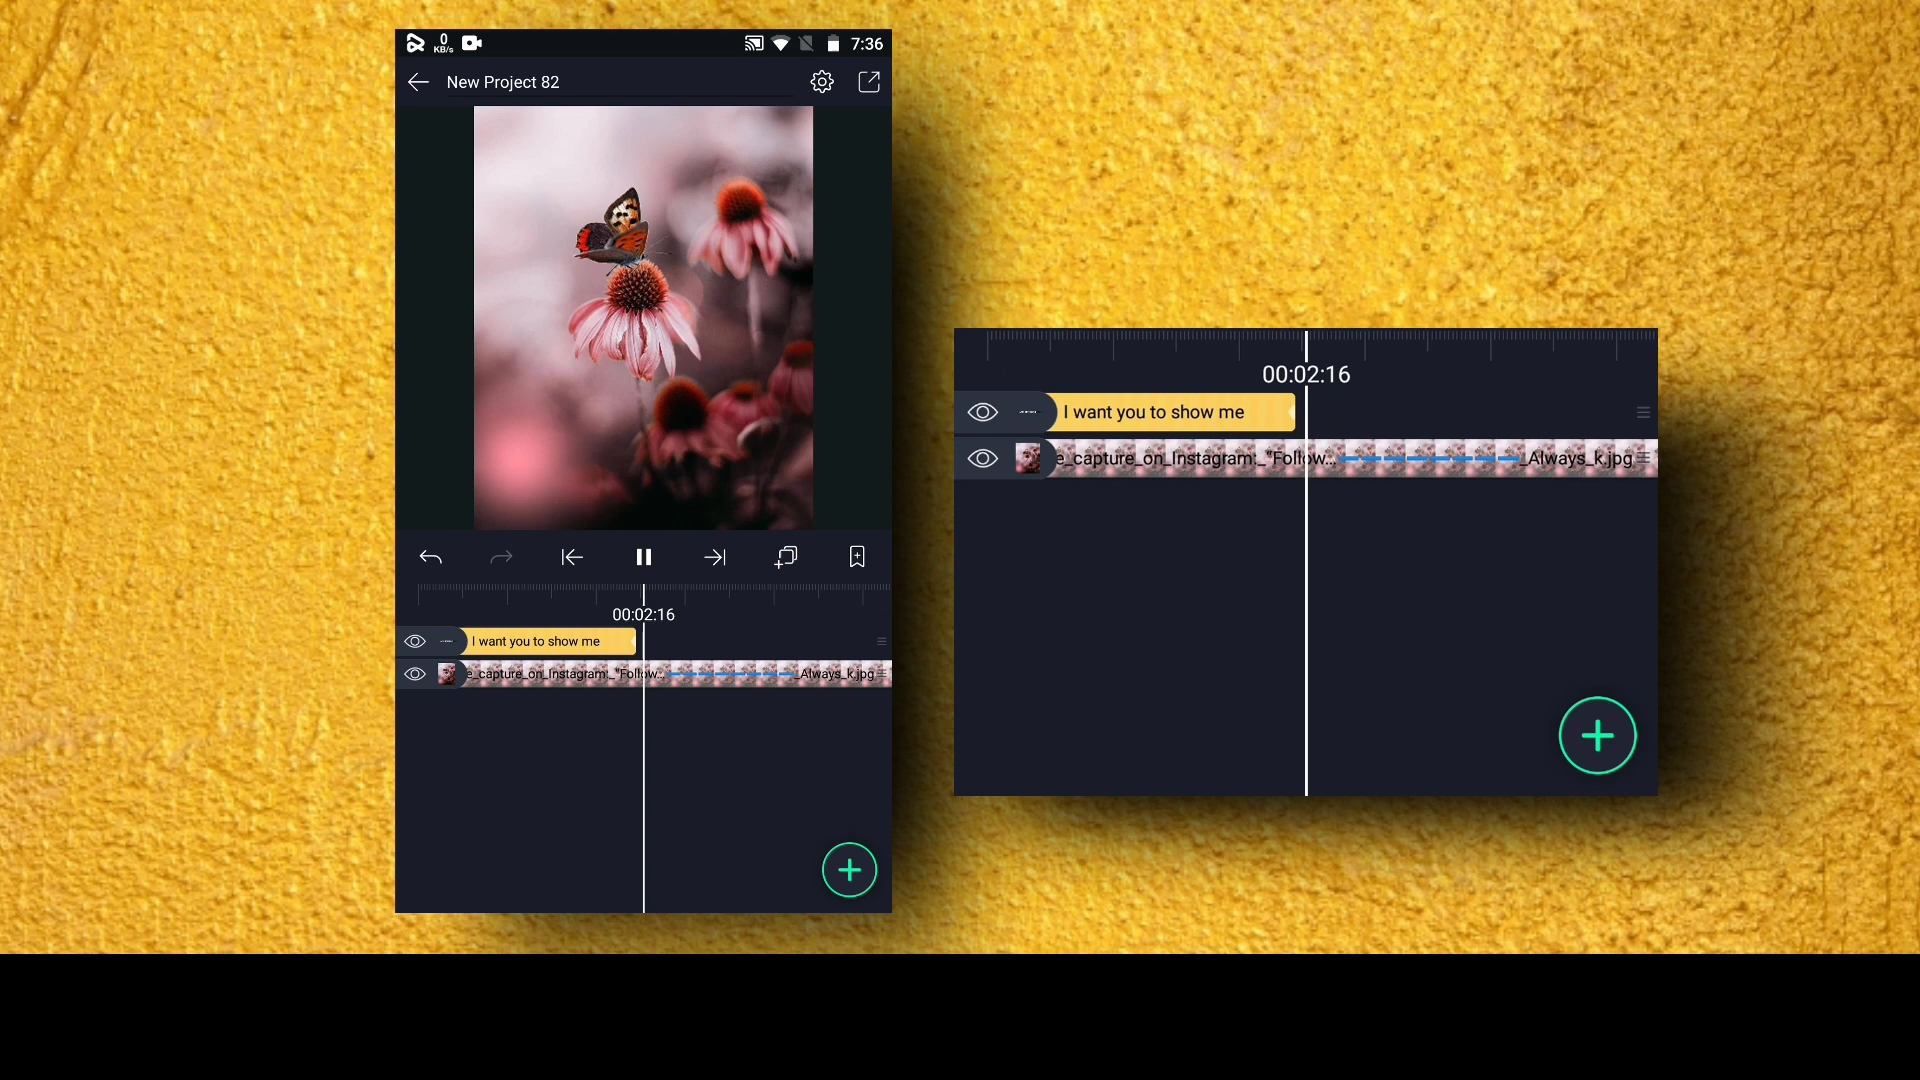 0
KB/s
7:36
New Project 82
00:02:16
I want you to show me
e_capture_on_Instagram:_"Follow...
_Always_k.jpg
00:02:16
I want you to show me
e_capture_on_Instagram:_"Follow...
_Always_k.jpg